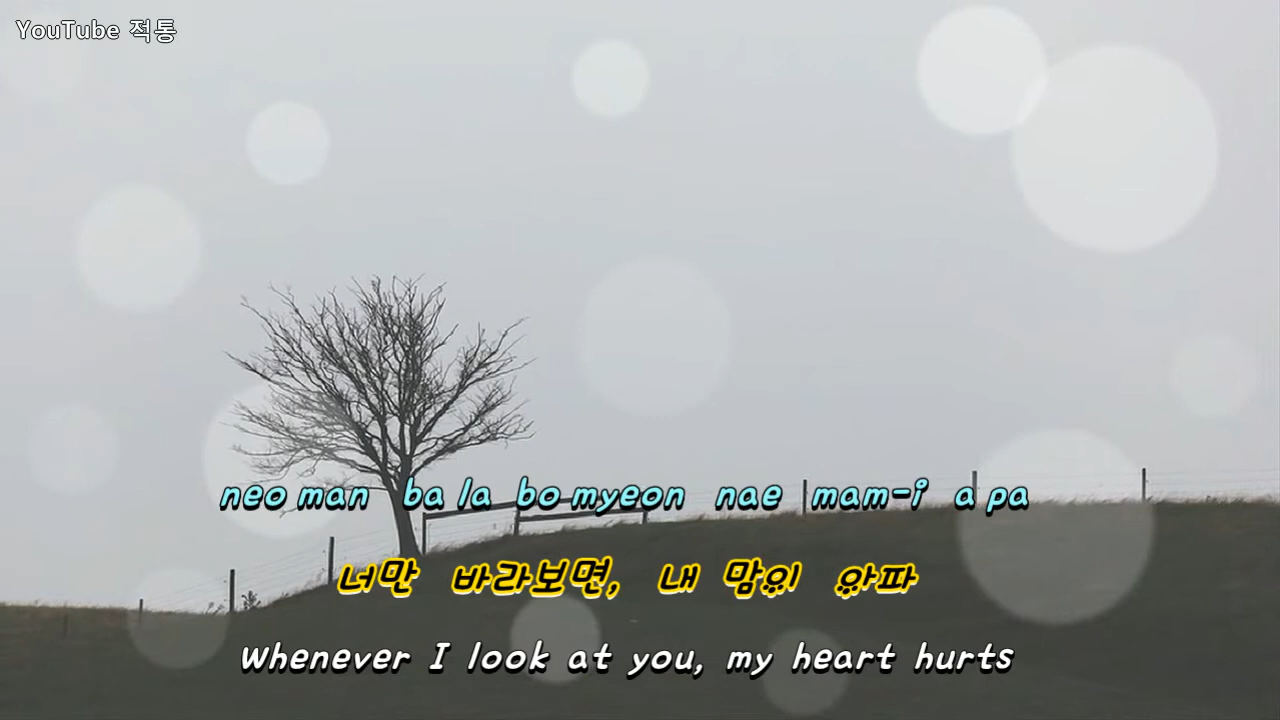 YouTube 적통
neo man ba la bo myeon nae mam-i a pa
너만 바라보면, 내 맘이 아파
Whenever I look at you, my heart hurts